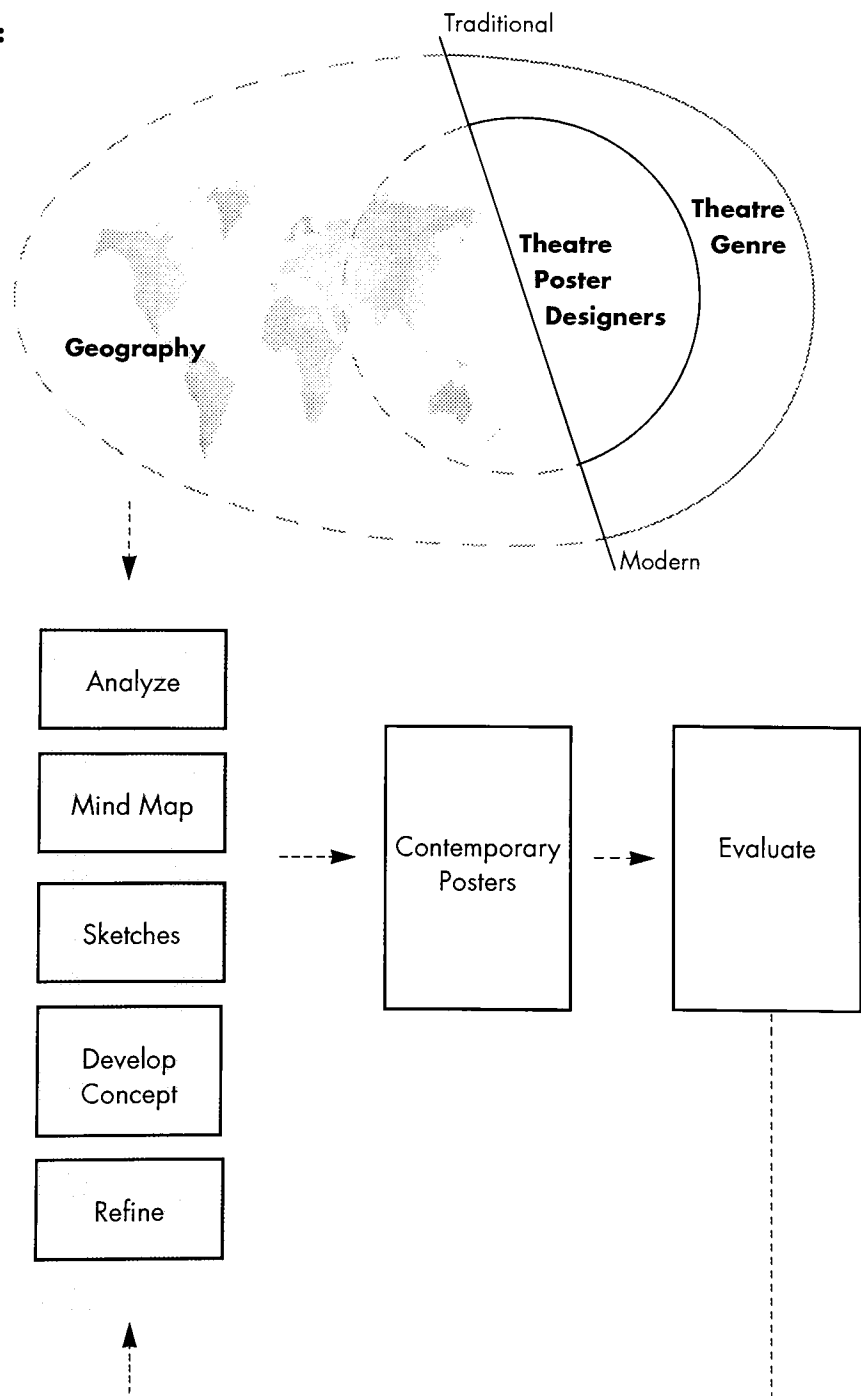 :
Traditional
Theatre
Genre
Theatre
Poster
Designers
Geography
Modern
Analyze
Mind Map
Contemporary
Posters
Evaluate
Sketches
Develop
Concept
Refine